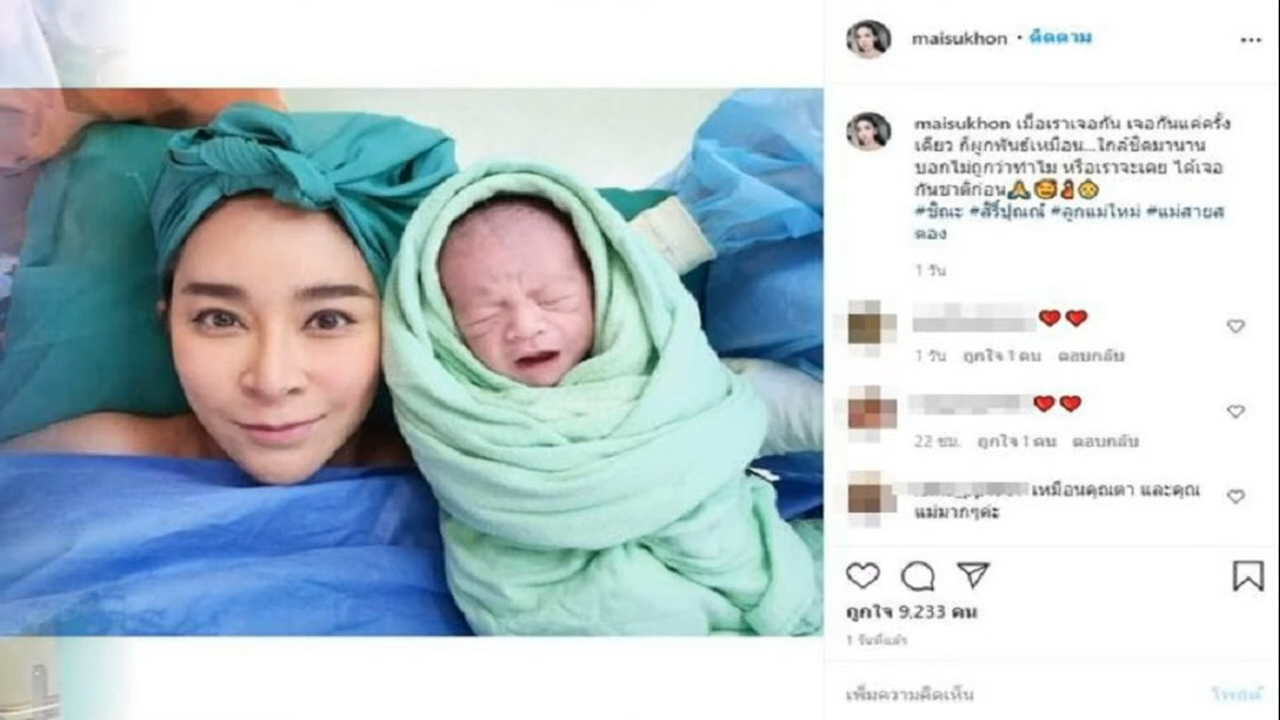 maisukhon • ติดตาม
maisukhon เมื่อเราเจอกัน เจอกันแค่ครั้ง
เดียว ก็ผูกพันธ์เหมือน...ใกล้ชิดมานาน
บอกไม่ถูกว่าทำไม หรือเราจะเคย ได้เจอ
กันชาติก่อน🙏🥰🤰👶
#ชิณะ #สิริปุณณ์ #ลูกแม่ใหม่ #แม่สายส
ตอง
1 วัน
❤️❤️
1 วัน ถูกใจ 1 คน ตอบกลับ
❤️❤️
22 ชม. ถูกใจ 1 คน ตอบกลับ
เหมือนคุณตา และคุณ
แม่มากๆค่ะ
ถูกใจ 9,233 คน
1 วันที่แล้ว
เพิ่มความคิดเห็น
โพสต์